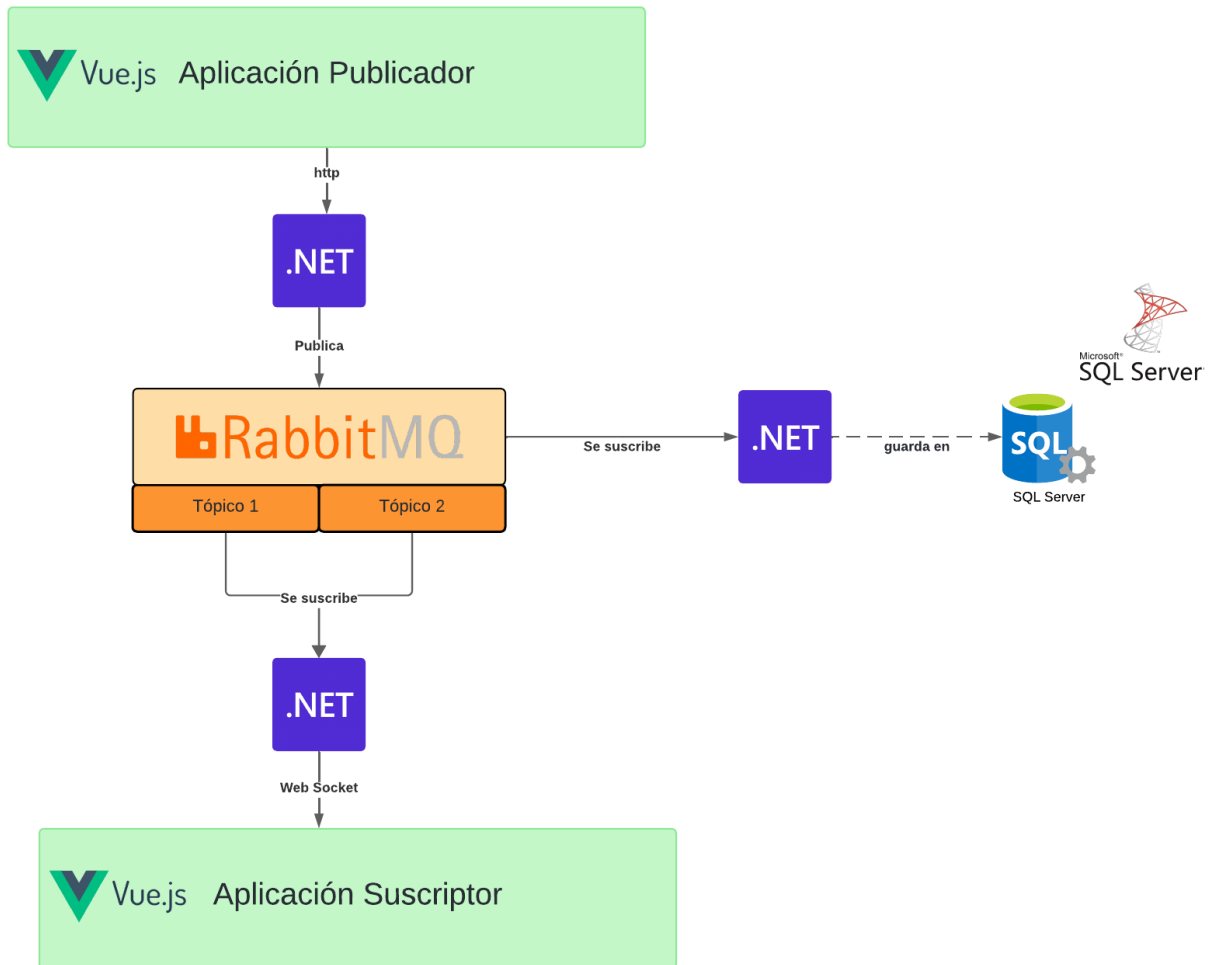 Vue.js Aplicación Publicador
http
.NET
Publica
Microsoft®
SQL Server
RabbitMQ
Se suscribe
.NET
guarda en
SQL
SQL Server
Tópico 1
Tópico 2
Se suscribe
.NET
Web Socket
Vue.js Aplicación Suscriptor